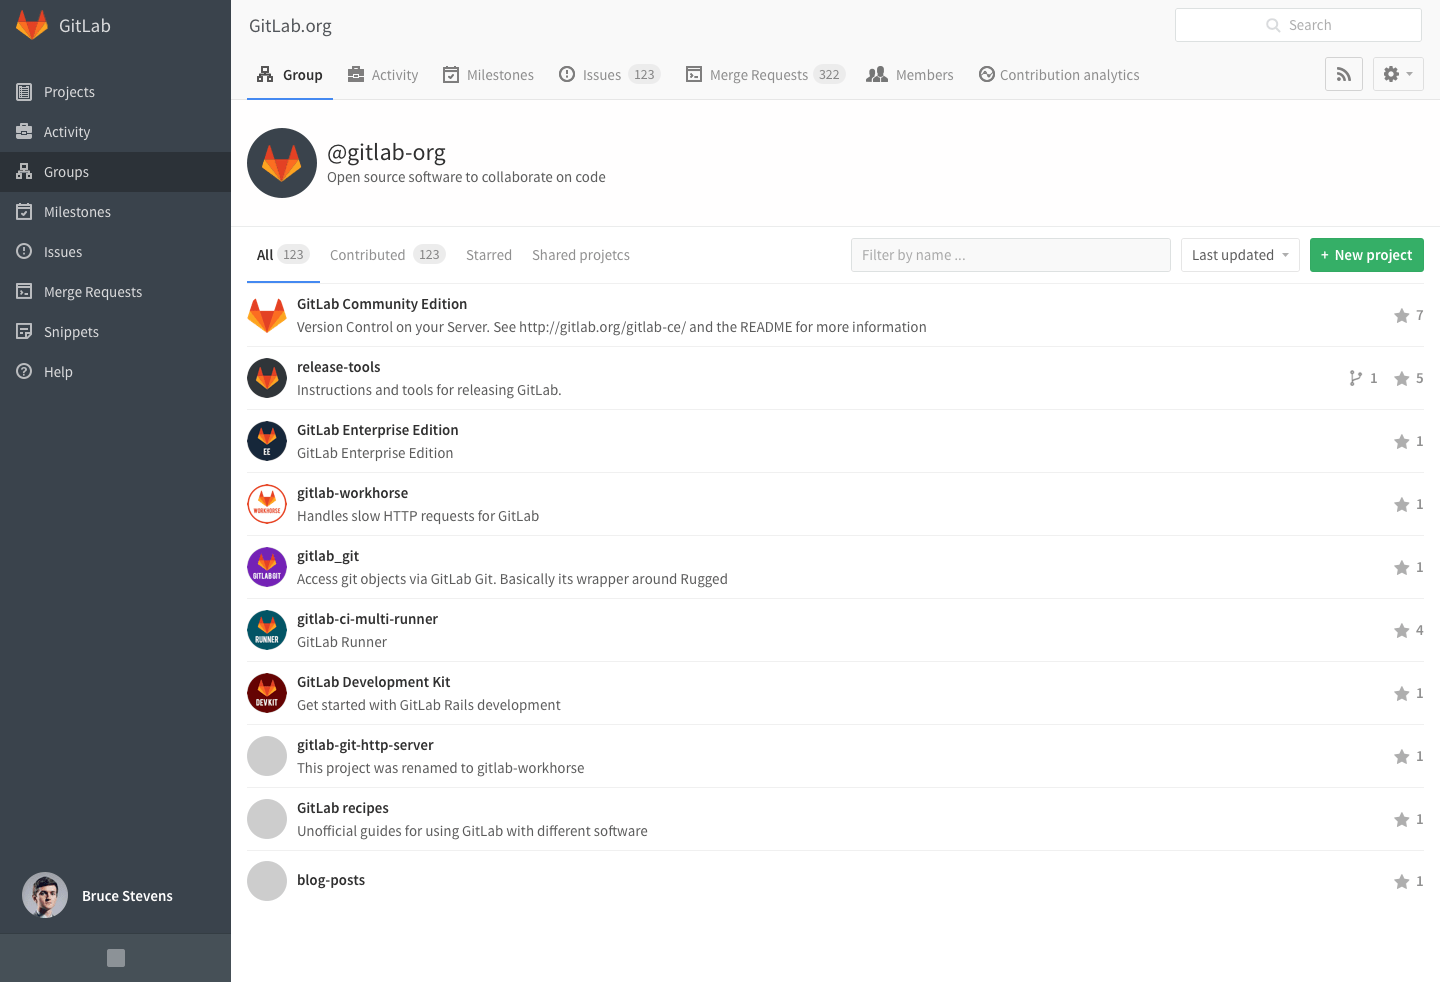 GitLab
Projects
Activity
Groups
Milestones
Issues
Merge Requests
Snippets
Help
Bruce Stevens
GitLab.org
Search
Group
Activity
Milestones
Issues 123
Merge Requests 322
Members
Contribution analytics
@gitlab-org
Open source software to collaborate on code
All 123
Contributed 123
Starred
Shared projetcs
Filter by name ...
Last updated
+ New project
GitLab Community Edition
Version Control on your Server. See http://gitlab.org/gitlab-ce/ and the README for more information
7
release-tools
Instructions and tools for releasing GitLab.
1 5
EE
GitLab Enterprise Edition
GitLab Enterprise Edition
1
WORKHORSE
gitlab-workhorse
Handles slow HTTP requests for GitLab
1
GITLAB GIT
gitlab_git
Access git objects via GitLab Git. Basically its wrapper around Rugged
1
RUNNER
gitlab-ci-multi-runner
GitLab Runner
4
DEV KIT
GitLab Development Kit
Get started with GitLab Rails development
1
gitlab-git-http-server
This project was renamed to gitlab-workhorse
1
GitLab recipes
Unofficial guides for using GitLab with different software
1
blog-posts
1